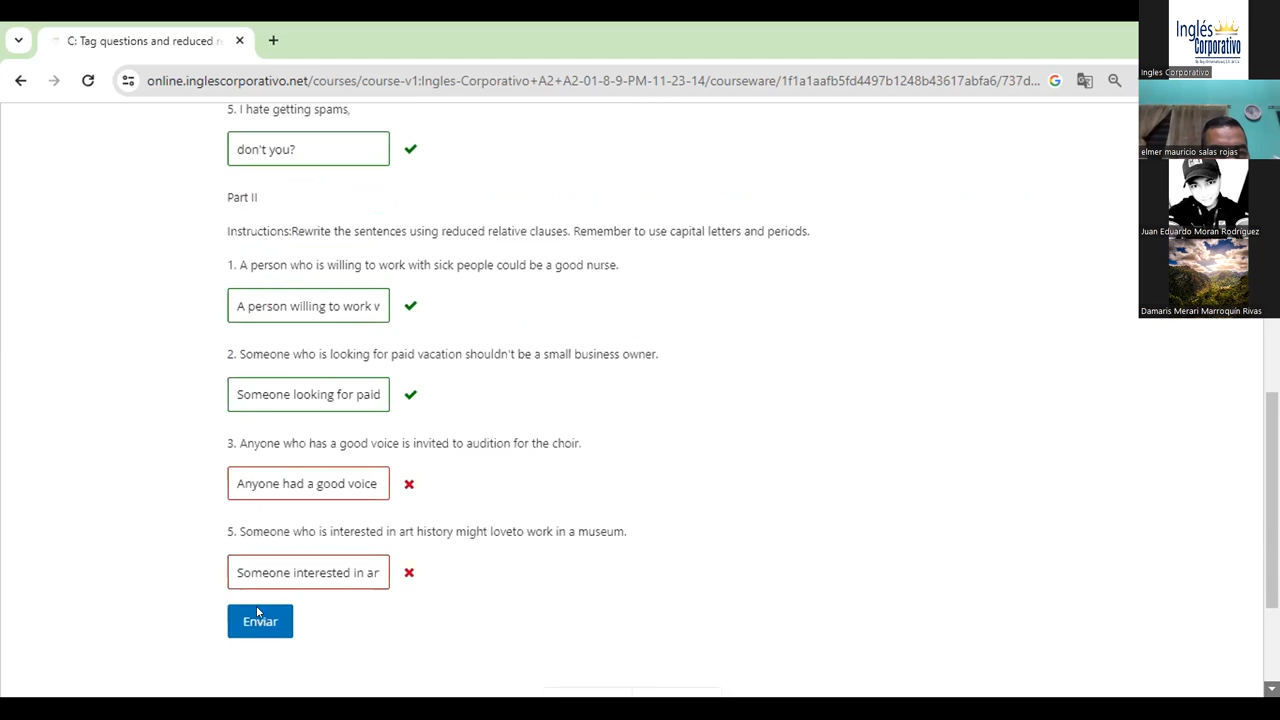 C: Tag questions and reduced r
online.inglescorporativo.net/courses/course-v1:Ingles-Corporativo+A2+A2-01-8-9-PM-11-23-14/courseware/1f1a1aafb5fd4497b1248b43617abfa6/737d...
5. I hate getting spams,
don't you?
Part II
Instructions:Rewrite the sentences using reduced relative clauses. Remember to use capital letters and periods.
1. A person who is willing to work with sick people could be a good nurse.
A person willing to work v
2. Someone who is looking for paid vacation shouldn't be a small business owner.
Someone looking for paid
3. Anyone who has a good voice is invited to audition for the choir.
Anyone had a good voice
5. Someone who is interested in art history might loveto work in a museum.
Someone interested in ar
Enviar
Inglés
Corporativo
Ingles Corporativo
elmer mauricio salas rojas
Juan Eduardo Moran Rodriguez
Damaris Merari Marroquín Rivas